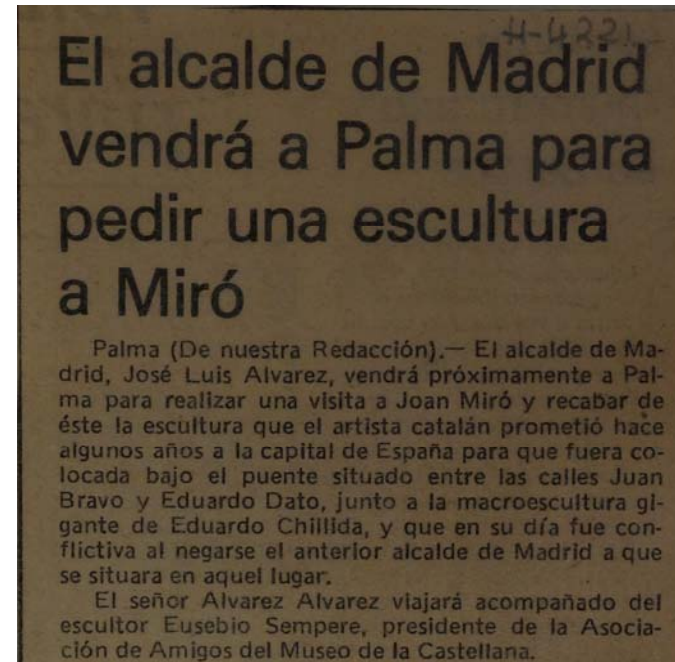 H-4221
El alcalde de Madrid
vendrá a Palma para
pedir una escultura
a Miró
Palma (De nuestra Redacción).— El alcalde de Ma-
drid, José Luis Alvarez, vendrá próximamente a Pal-
ma para realizar una visita a Joan Miró y recabar de
éste la escultura que el artista catalán prometió hace
algunos años a la capital de España para que fuera co-
locada bajo el puente situado entre las calles Juan
Bravo y Eduardo Dato, junto a la macroescultura gi-
gante de Eduardo Chillida, y que en su día fue con-
flictiva al negarse el anterior alcalde de Madrid a que
se situara en aquel lugar.
El señor Alvarez Alvarez viajará acompañado del
escultor Eusebio Sempere, presidente de la Asocia-
ción de Amigos del Museo de la Castellana.